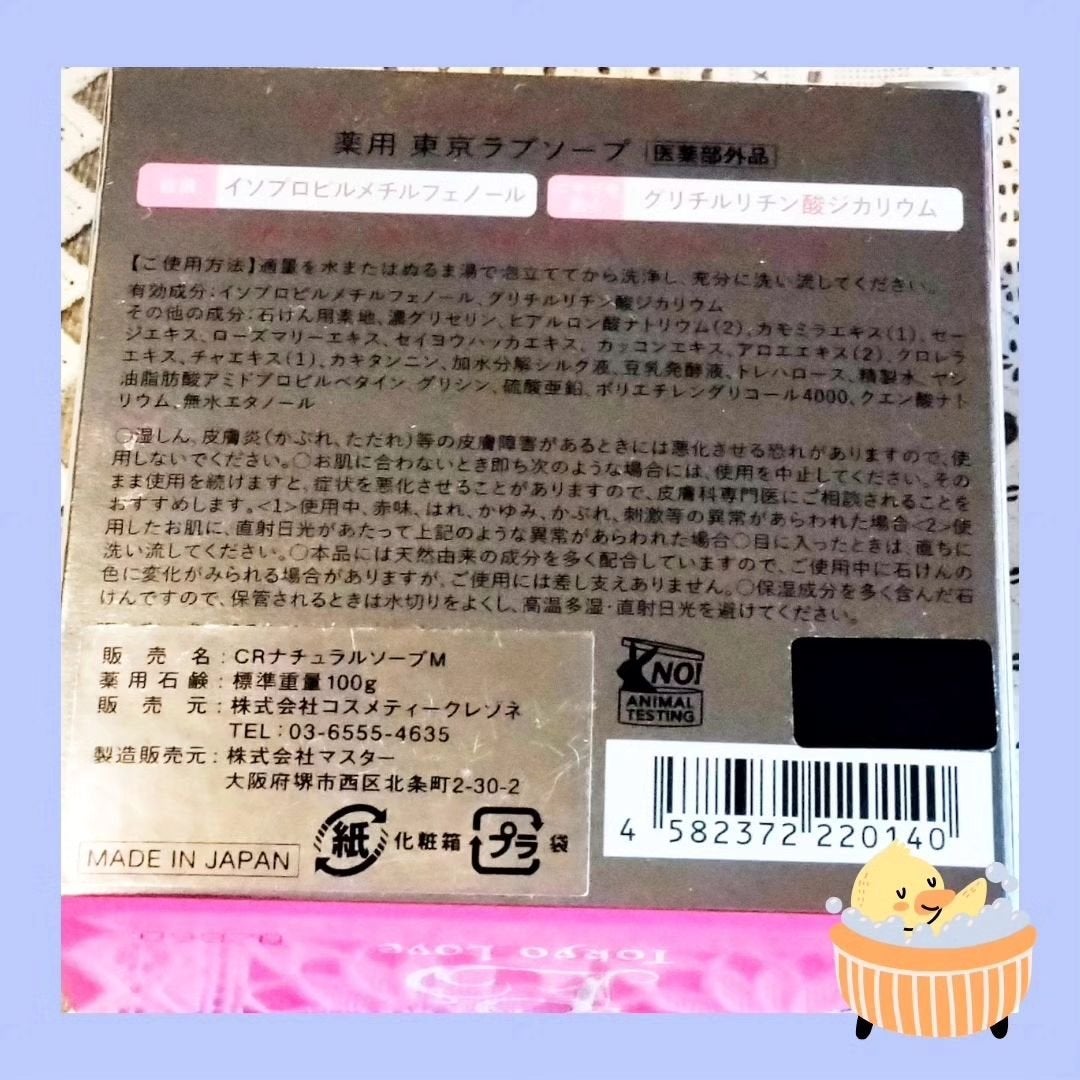 薬用 東京ラブソープ 医薬部外品
イソプロピルメチルフェノール
グリチルリチン酸ジカリウム
【ご使用方法】適量を水またはぬるま湯で泡立ててから洗浄し、充分に洗い流してください。
有効成分:イソプロピルメチルフェノール、グリチルリチン酸ジカリウム
その他の成分:石けん用素地、濃グリセリン、ヒアルロン酸ナトリウム(2)、カモミラエキス(1)、セー
ジエキス、ローズマリーエキス、セイヨウハッカエキス、カッコンエキス、アロエエキス(2)、クロレラ
エキス、チャエキス(1)、カキタンニン、加水分解シルク液、豆乳発酵液、トレハロース、精製水、ヤシ
油脂肪酸アミドプロピルベタイン、グリシン、硫酸亜鉛、ポリエチレングリコール4000、クエン酸ナト
リウム、無水エタノール
〇湿しん、皮膚炎(かぶれ、ただれ)等の皮膚障害があるときには悪化させる恐れがありますので、使
用しないでください。〇お肌に合わないとき即ち次のような場合には、使用を中止してください。その
まま使用を続けますと、症状を悪化させることがありますので、皮膚科専門医にご相談されることを
おすすめします。<1>使用中、赤味、はれ、かゆみ、かぶれ、刺激等の異常があらわれた場合<2>使
用したお肌に、直射日光があたって上記のような異常があらわれた場合〇目に入ったときは、直ちに
洗い流してください。〇本品には天然由来の成分を多く配合していますので、ご使用中に石けんの
色に変化がみられる場合がありますが、ご使用には差し支えありません。〇保湿成分を多く含んだ石
けんですので、保管されるときは水切りをよくし、高温多湿・直射日光を避けてください。
販売名:CRナチュラルソープM
薬用石鹸:標準重量100g
販売元:株式会社コスメティークレゾネ
TEL:03-6555-4635
製造販売元:株式会社マスター
大阪府堺市西区北条町2-30-2
MADE IN JAPAN
紙 化粧箱 プラ 袋
NO!
ANIMAL
TESTING
4 582372 220140
Tokyo Love